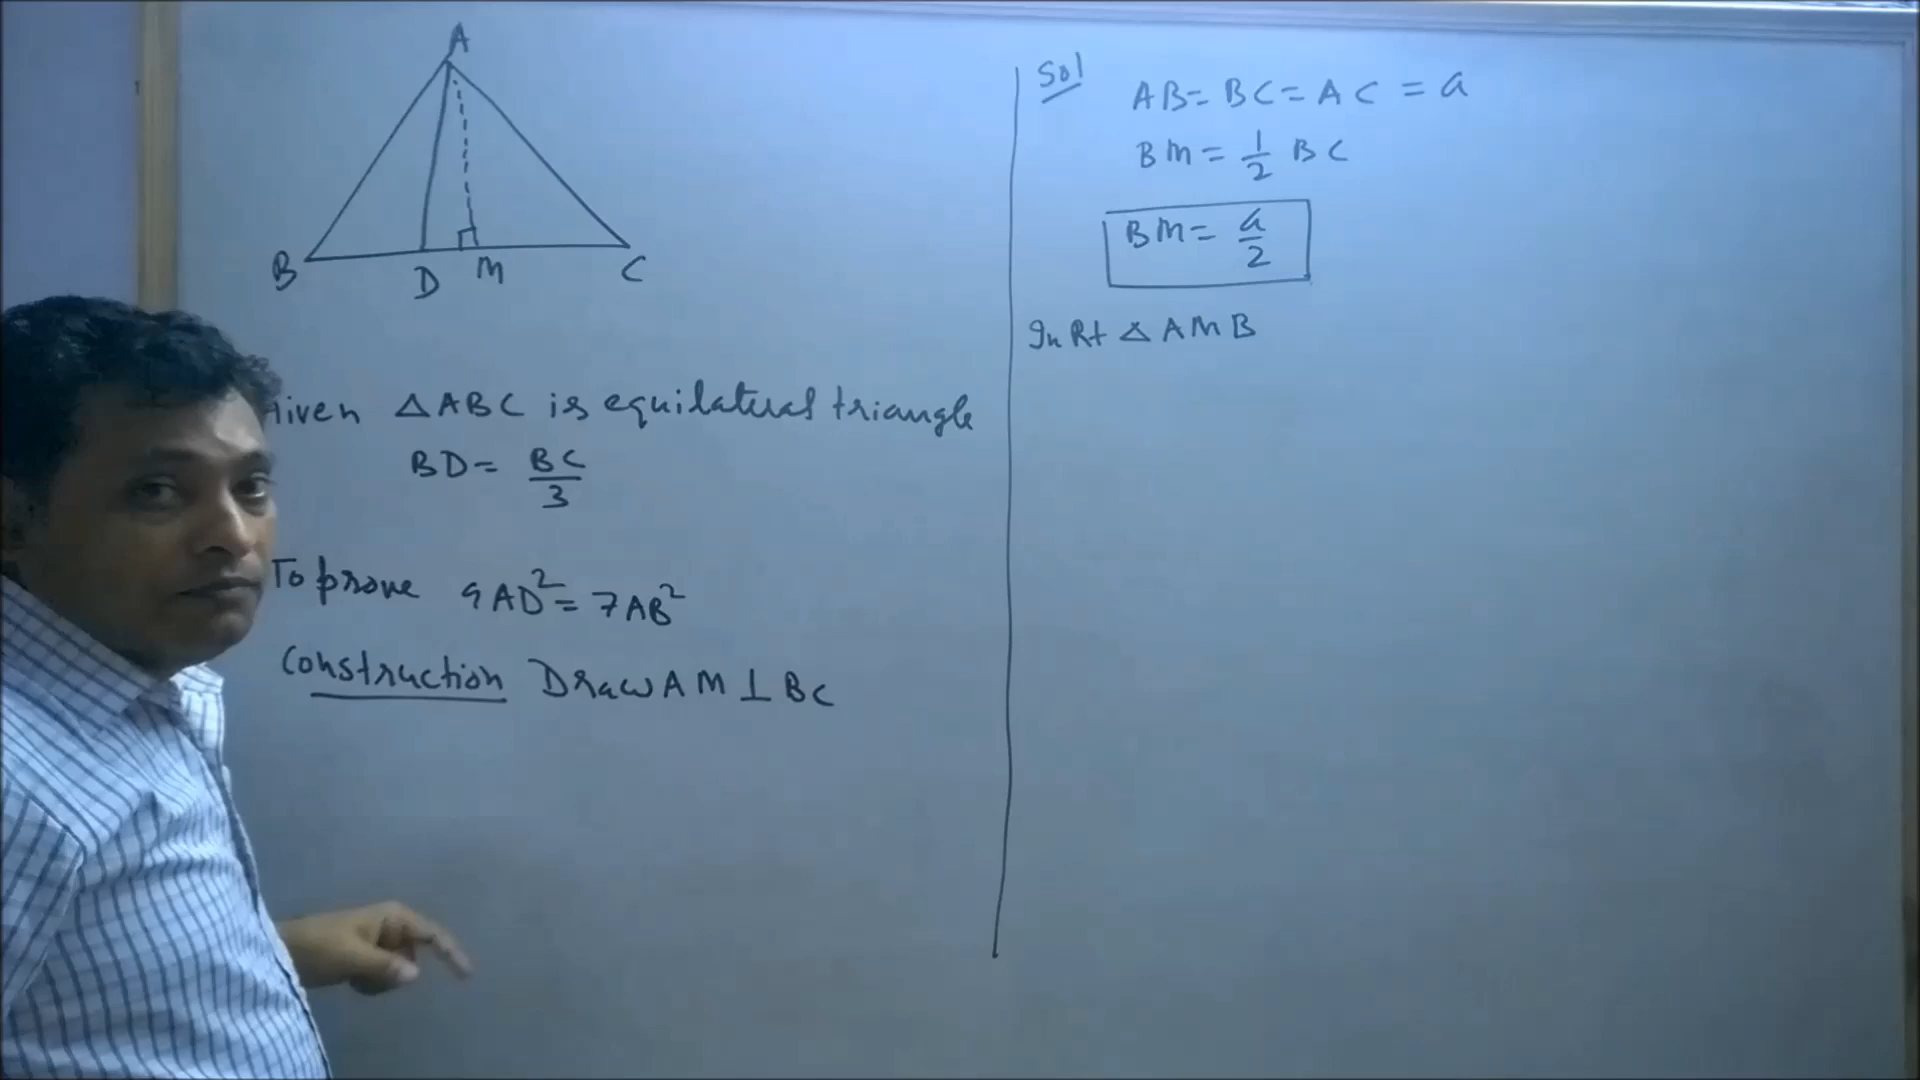 A
B
D
M
C
Given △ABC is equilateral triangle
BD = BC/3
To prove 9AD² = 7AB²
Construction Draw AM ⊥ BC
Sol
AB = BC = AC = a
BM = 1/2 BC
BM = a/2
In Rt △ AMB